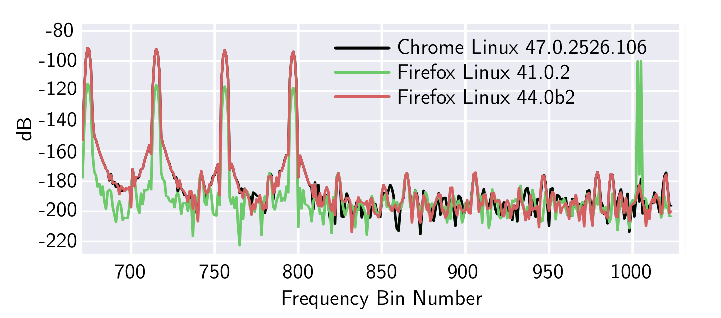 -80
-100
-120
-140
-160
-180
-200
-220
dB
Chrome Linux 47.0.2526.106
Firefox Linux 41.0.2
Firefox Linux 44.0b2
700 750 800 850 900 950 1000
Frequency Bin Number